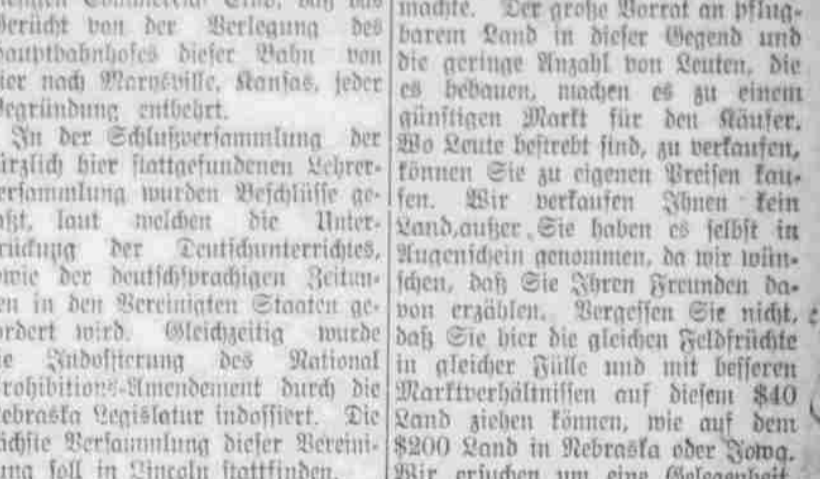 Gerücht von der Verlegung des
Hauptbahnhofes dieser Bahn von
hier nach Marysville, Kansas, jeder
Begründung entbehrt.
In der Schlußversammlung der
kürzlich hier stattgefundenen Lehrer-
versammlung wurden Beschlüsse ge-
faßt, laut welchen die Unter-
drückung der Deutschunterrichtes,
sowie der deutschsprachigen Zeitun-
gen in den Vereinigten Staaten ge-
fordert wird. Gleichzeitig wurde
die Indossierung des National
Prohibitions-Amendement durch die
Nebraska Legislatur indossiert. Die
nächste Versammlung dieser Vereini-
gung soll in Lincoln stattfinden.
machte. Der große Vorrat an pflug-
barem Land in dieser Gegend und
die geringe Anzahl von Leuten, die
es bebauen, machen es zu einem
günstigen Markt für den Käufer.
Wo Leute bestrebt sind, zu verkaufen,
können Sie zu eigenen Preisen kau-
fen. Wir verkaufen Ihnen kein
Land, außer Sie haben es selbst in
Augenschein genommen, da wir wün-
schen, daß Sie Ihren Freunden da-
von erzählen. Vergessen Sie nicht,
daß Sie hier die gleichen Feldfrüchte
in gleicher Fülle und mit besseren
Marktverhältnissen auf diesem $40
Land ziehen können, wie auf dem
$200 Land in Nebraska oder Iowa.
Wir ersuchen um eine Gelegenheit,